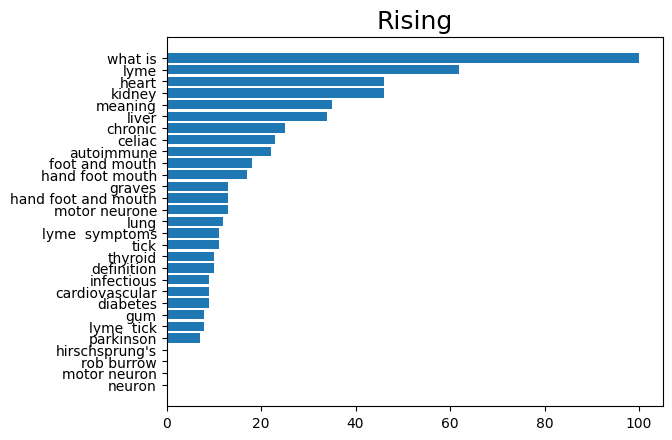 Rising
what is
lyme
heart
kidney
meaning
liver
chronic
celiac
autoimmune
foot and mouth
hand foot mouth
graves
hand foot and mouth
motor neurone
lung
lyme  symptoms
tick
thyroid
definition
infectious
cardiovascular
diabetes
gum
lyme  tick
parkinson
hirschsprung's
rob burrow
motor neuron
neuron
0 20 40 60 80 100